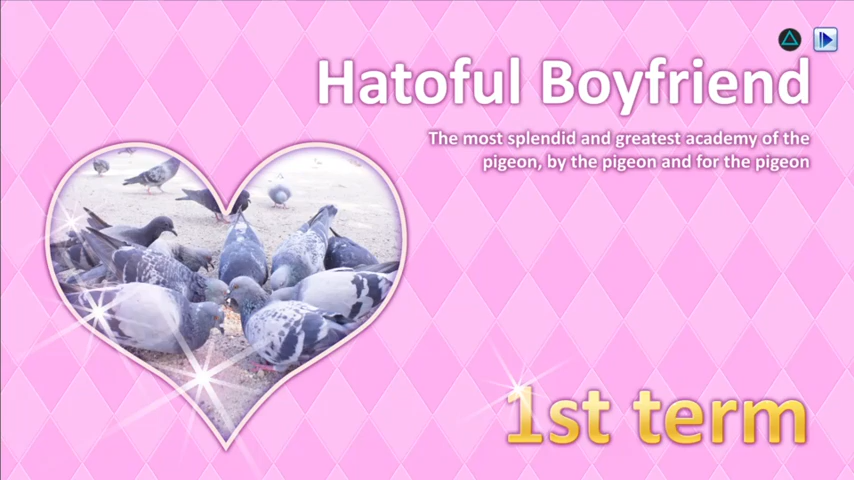 Hatoful Boyfriend
The most splendid and greatest academy of the
pigeon, by the pigeon and for the pigeon
1st term